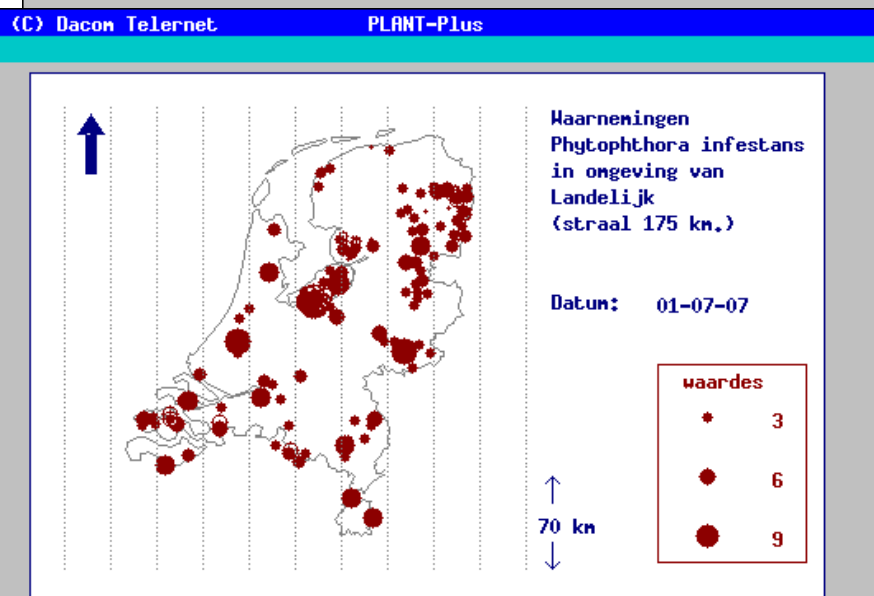 (C) Dacom Telernet PLANT-Plus
Waarnemingen
Phytophthora infestans
in omgeving van
Landelijk
(straal 175 km.)
Datum: 01-07-07
waardes
3
6
9
70 km